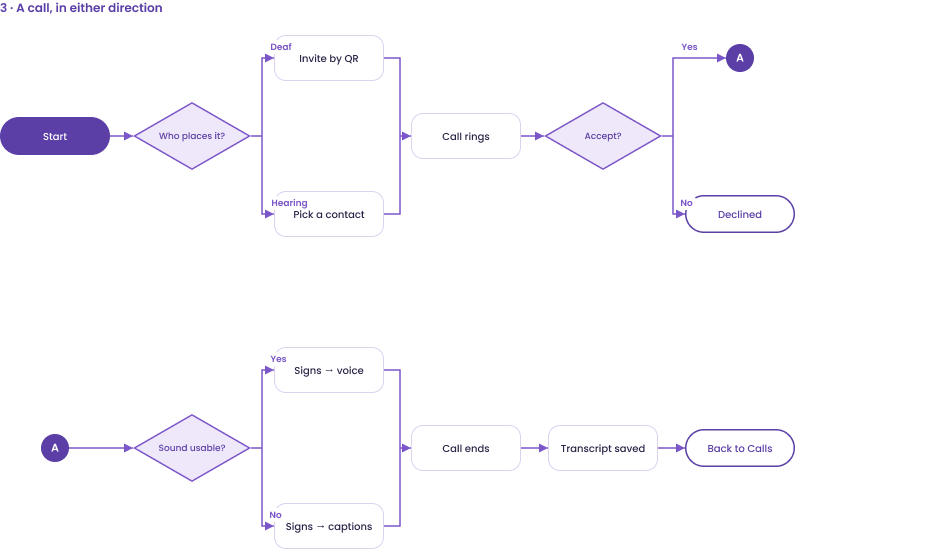 3 · A call, in either direction
Start
Who places it?
Deaf
Invite by QR
Hearing
Pick a contact
Call rings
Accept?
Yes
A
No
Declined
A
Sound usable?
Yes
Signs → voice
No
Signs → captions
Call ends
Transcript saved
Back to Calls